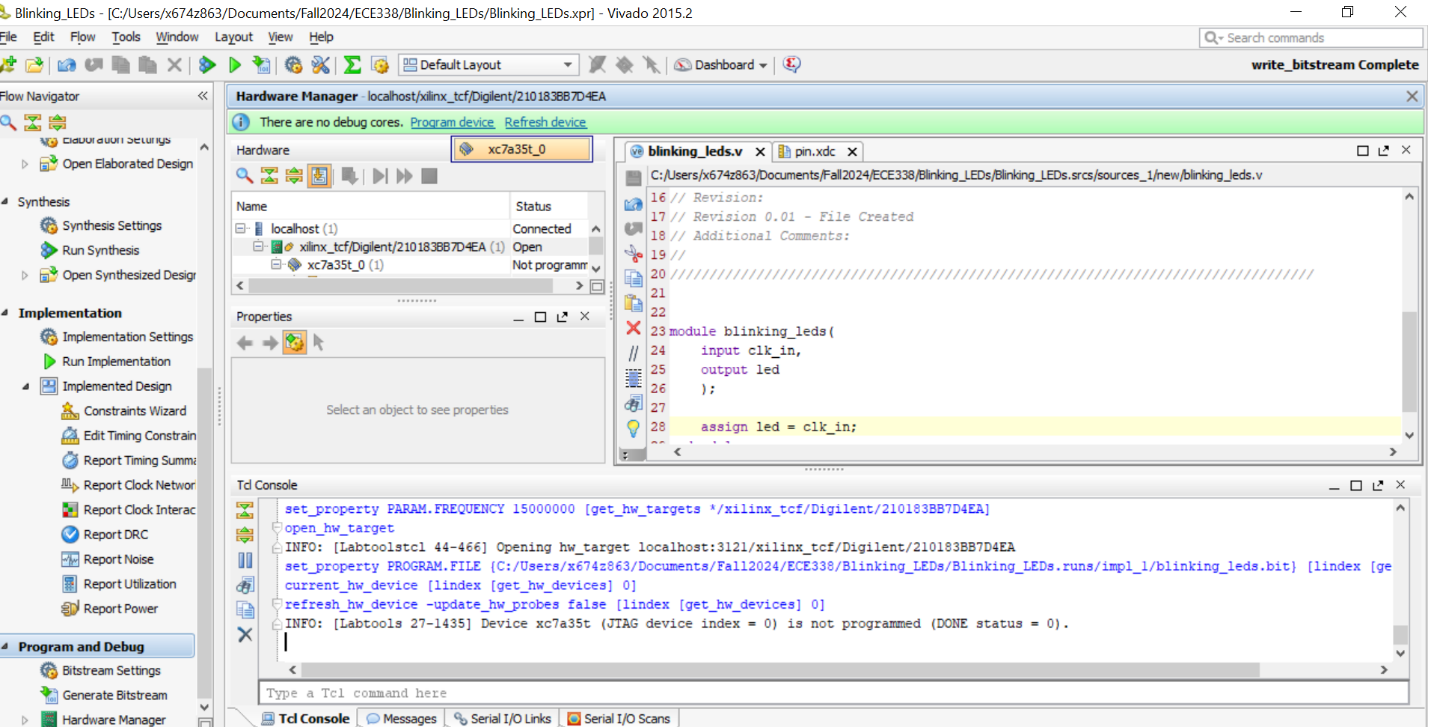 Blinking_LEDs - [C:/Users/x674z863/Documents/Fall2024/ECE338/Blinking_LEDs/Blinking_LEDs.xpr] - Vivado 2015.2
File Edit Flow Tools Window Layout View Help
Search commands
Default Layout
Dashboard
write_bitstream Complete
Flow Navigator
Elaboration Settings
Open Elaborated Design
Synthesis
Synthesis Settings
Run Synthesis
Open Synthesized Desigr
Implementation
Implementation Settings
Run Implementation
Implemented Design
Constraints Wizard
Edit Timing Constrain
Report Timing Summa
Report Clock Networ
Report Clock Interac
Report DRC
Report Noise
Report Utilization
Report Power
Program and Debug
Bitstream Settings
Generate Bitstream
Hardware Manager
Hardware Manager - localhost/xilinx_tcf/Digilent/210183BB7D4EA
There are no debug cores. Program device Refresh device
Hardware
xc7a35t_0
Name Status
localhost (1) Connected
xilinx_tcf/Digilent/210183BB7D4EA (1) Open
xc7a35t_0 (1) Not programm
Properties
Select an object to see properties
blinking_leds.v pin.xdc
C:/Users/x674z863/Documents/Fall2024/ECE338/Blinking_LEDs/Blinking_LEDs.srcs/sources_1/new/blinking_leds.v
16 // Revision:
17 // Revision 0.01 - File Created
18 // Additional Comments:
19 //
20 //////////////////////////////////////////////////////////////////////////////////
21
22
23 module blinking_leds(
24 input clk_in,
25 output led
26 );
27
28 assign led = clk_in;
Tcl Console
set_property PARAM.FREQUENCY 15000000 [get_hw_targets */xilinx_tcf/Digilent/210183BB7D4EA]
open_hw_target
INFO: [Labtoolstcl 44-466] Opening hw_target localhost:3121/xilinx_tcf/Digilent/210183BB7D4EA
set_property PROGRAM.FILE {C:/Users/x674z863/Documents/Fall2024/ECE338/Blinking_LEDs/Blinking_LEDs.runs/impl_1/blinking_leds.bit} [lindex [ge
current_hw_device [lindex [get_hw_devices] 0]
refresh_hw_device -update_hw_probes false [lindex [get_hw_devices] 0]
INFO: [Labtools 27-1435] Device xc7a35t (JTAG device index = 0) is not programmed (DONE status = 0).
Type a Tcl command here
Tcl Console Messages Serial I/O Links Serial I/O Scans